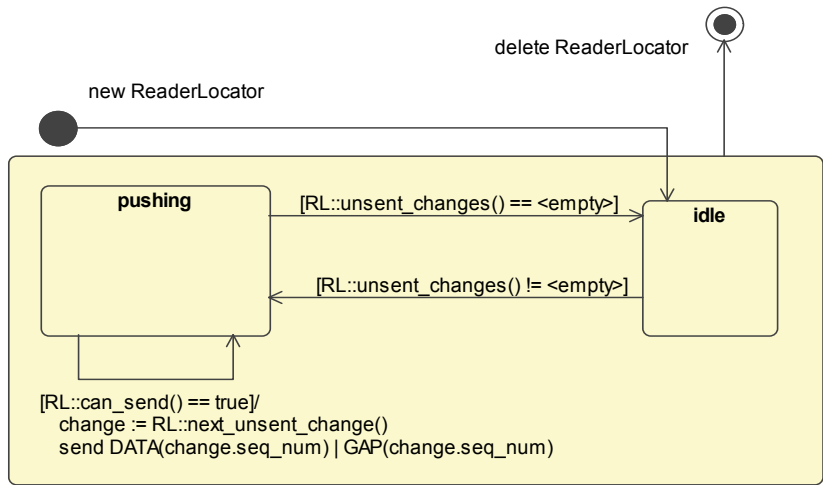 delete ReaderLocator
new ReaderLocator
pushing
[RL::unsent_changes() == <empty>]
idle
[RL::unsent_changes() != <empty>]
[RL::can_send() == true]/
change := RL::next_unsent_change()
send DATA(change.seq_num) | GAP(change.seq_num)